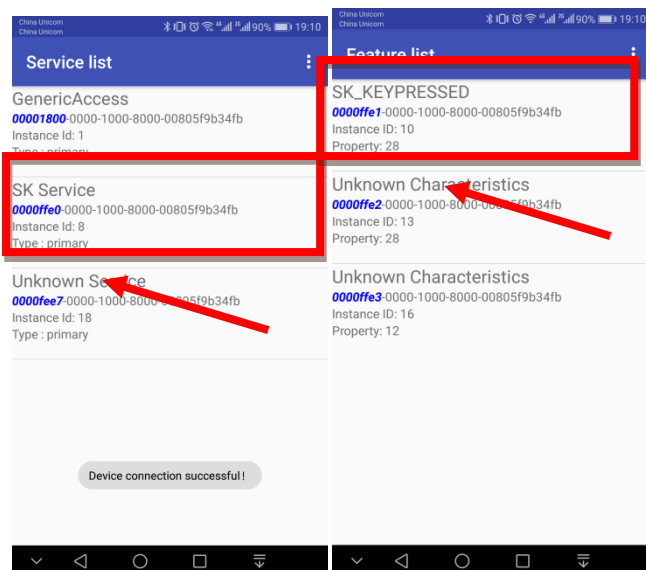 China Unicom
China Unicom
90% 19:10
Service list
GenericAccess
00001800-0000-1000-8000-00805f9b34fb
Instance Id: 1
Type : primary
SK Service
0000ffe0-0000-1000-8000-00805f9b34fb
Instance Id: 8
Type : primary
Unknown Service
0000fee7-0000-1000-8000-00805f9b34fb
Instance Id: 18
Type : primary
Device connection successful!
China Unicom
China Unicom
90% 19:10
Feature list
SK_KEYPRESSED
0000ffe1-0000-1000-8000-00805f9b34fb
Instance ID: 10
Property: 28
Unknown Characteristics
0000ffe2-0000-1000-8000-00805f9b34fb
Instance ID: 13
Property: 28
Unknown Characteristics
0000ffe3-0000-1000-8000-00805f9b34fb
Instance ID: 16
Property: 12